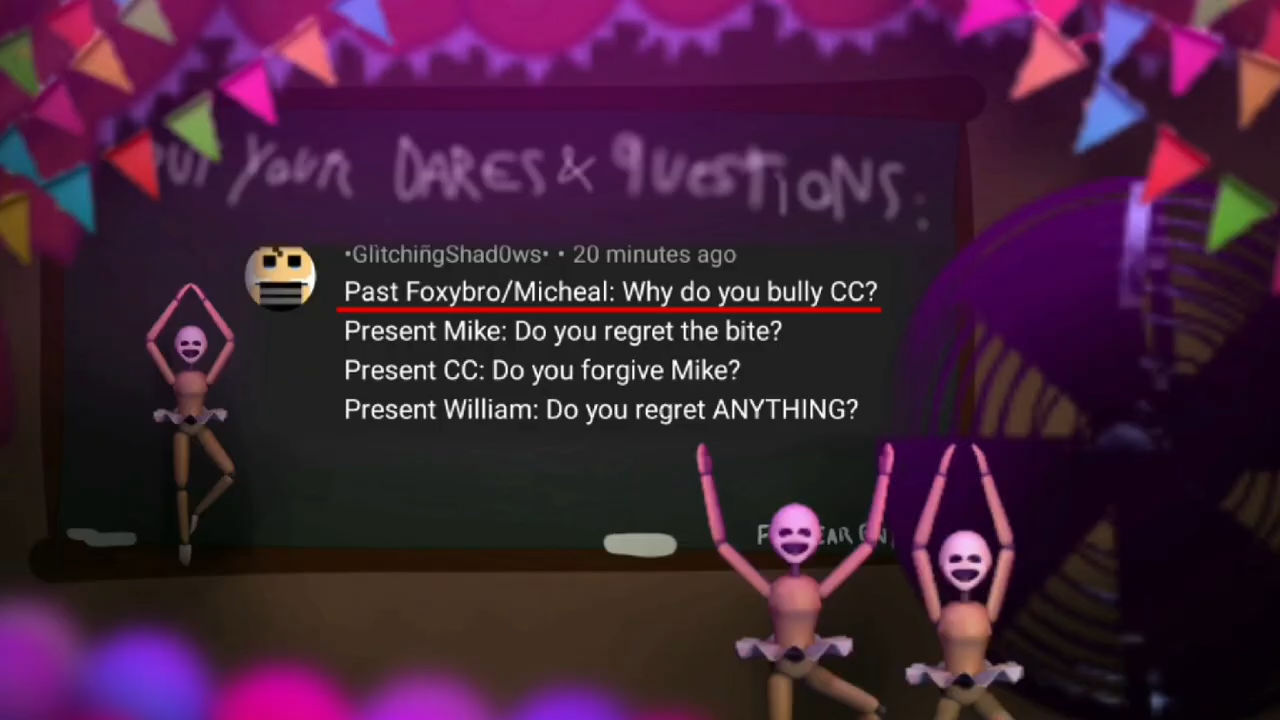 PUT YOUR DARES & QUESTIONS:
•GlìtchiñgShad0ws• • 20 minutes ago
Past Foxybro/Micheal: Why do you bully CC?
Present Mike: Do you regret the bite?
Present CC: Do you forgive Mike?
Present William: Do you regret ANYTHING?